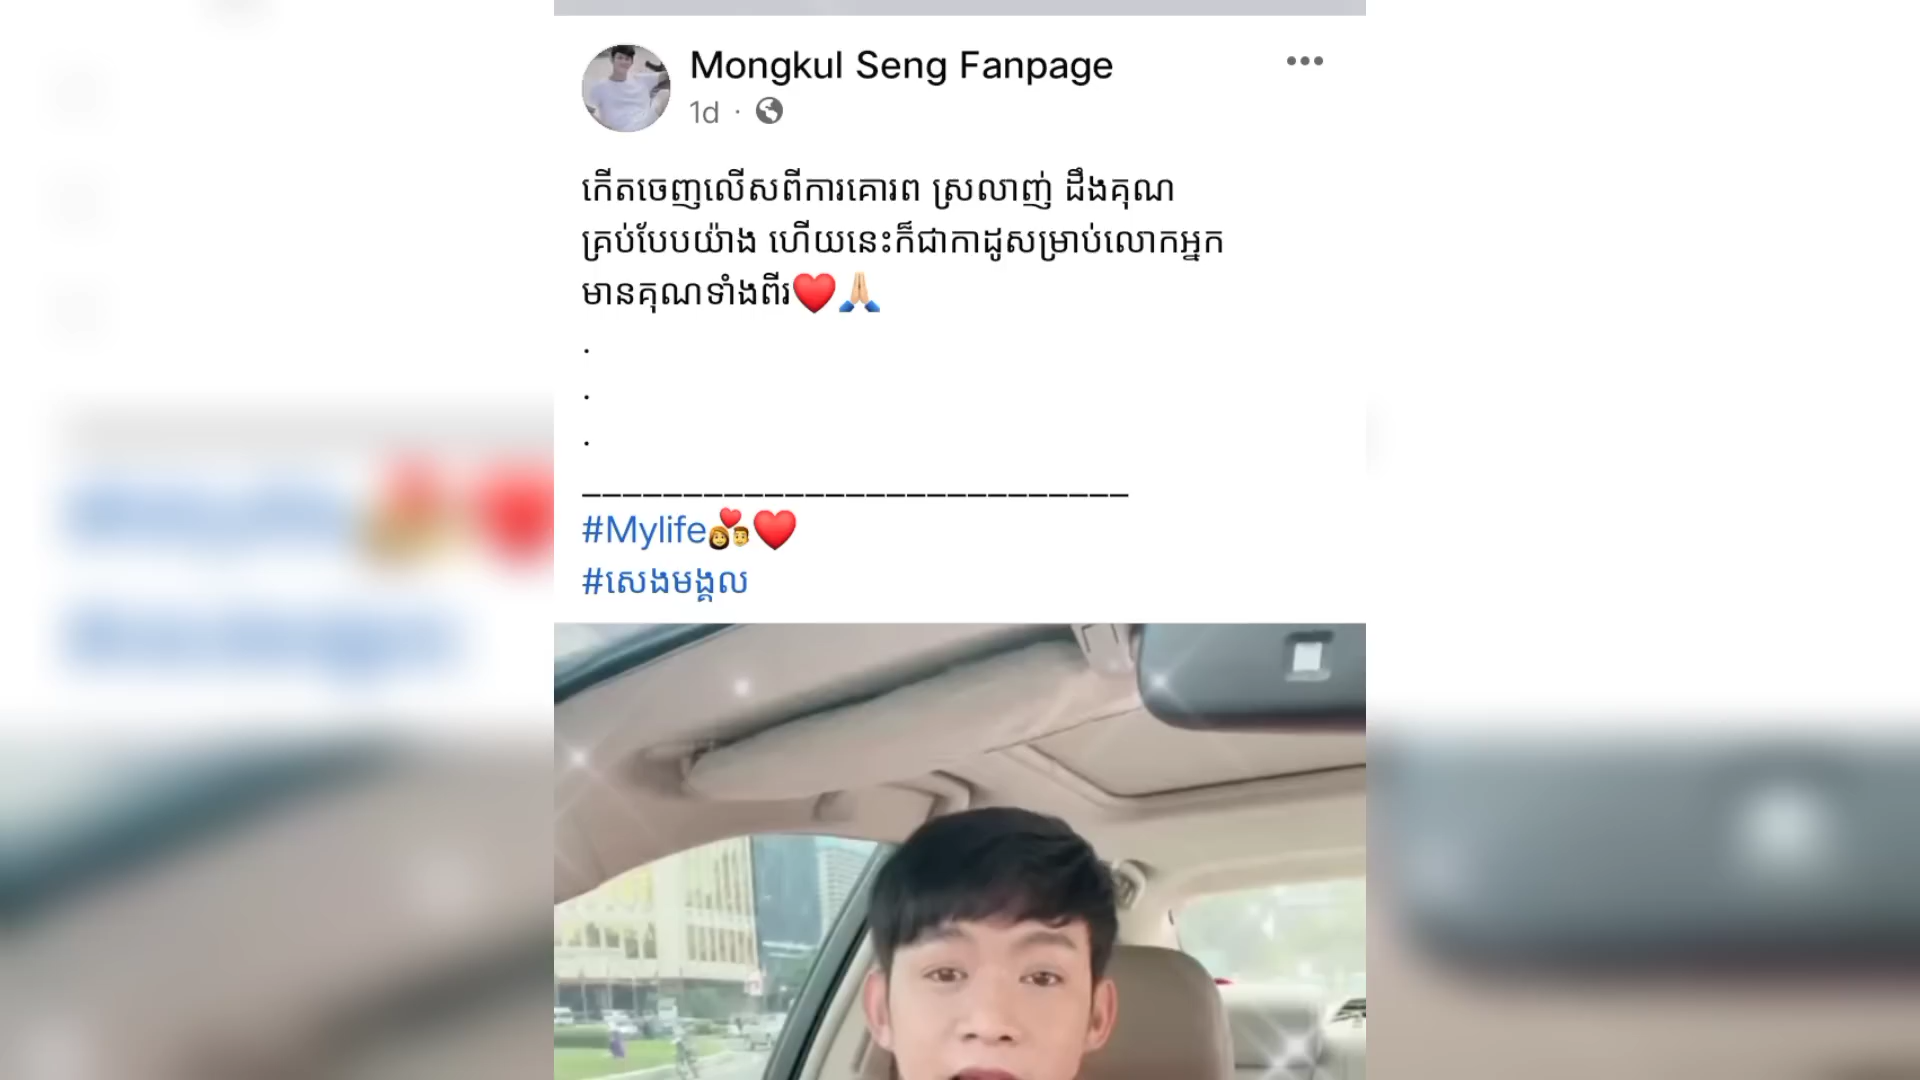 Mongkul Seng Fanpage
1d ·
កើតចេញលើសពីការគោរព ស្រលាញ់ ដឹងគុណ
គ្រប់បែបយ៉ាង ហើយនេះក៏ជាកាដូសម្រាប់លោកអ្នក
មានគុណទាំងពីរ❤️🙏🏻
.
.
.
___________________________
#Mylife💑❤️
#សេងមង្គល